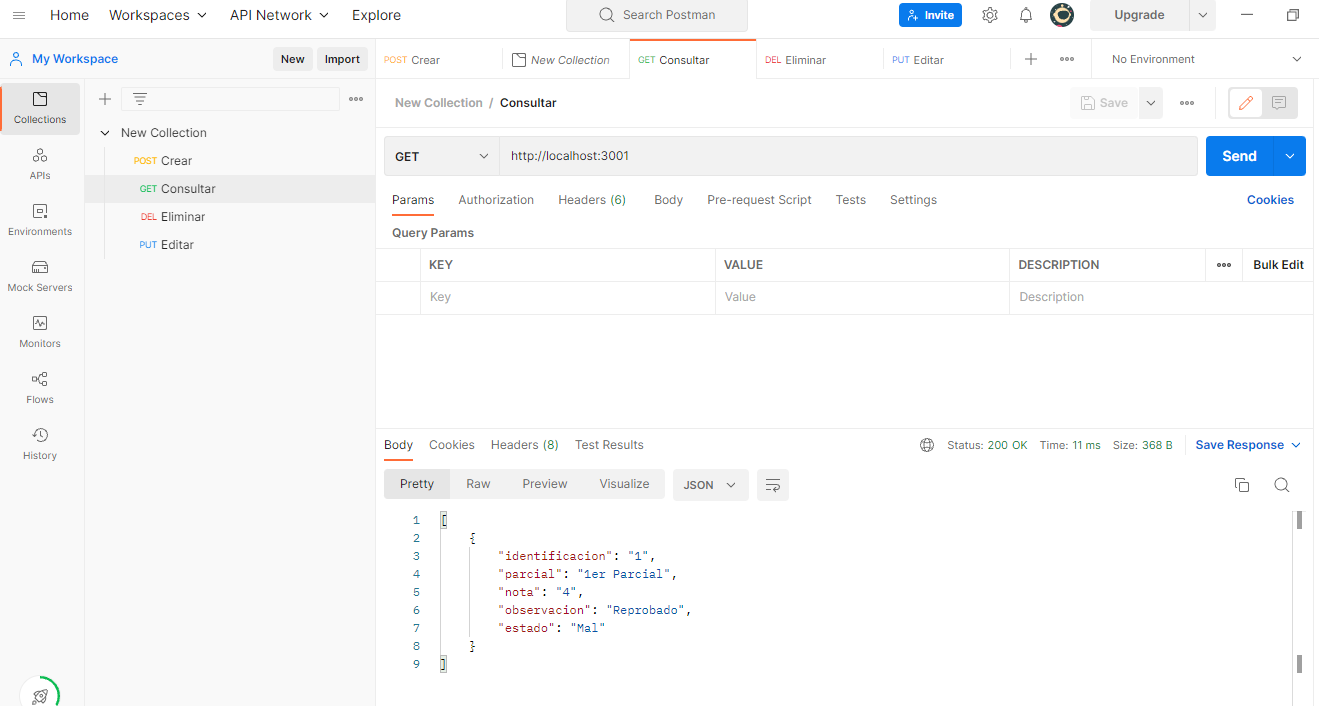 Home Workspaces API Network Explore Search Postman Invite Upgrade
My Workspace New Import
POST Crear New Collection GET Consultar DEL Eliminar PUT Editar No Environment
Collections
APIs
Environments
Mock Servers
Monitors
Flows
History
New Collection
POST Crear
GET Consultar
DEL Eliminar
PUT Editar
New Collection / Consultar Save
GET http://localhost:3001 Send
Params Authorization Headers (6) Body Pre-request Script Tests Settings Cookies
Query Params
KEY VALUE DESCRIPTION Bulk Edit
Key Value Description
Body Cookies Headers (8) Test Results Status: 200 OK Time: 11 ms Size: 368 B Save Response
Pretty Raw Preview Visualize JSON
1 [
2 {
3 "identificacion": "1",
4 "parcial": "1er Parcial",
5 "nota": "4",
6 "observacion": "Reprobado",
7 "estado": "Mal"
8 }
9 ]